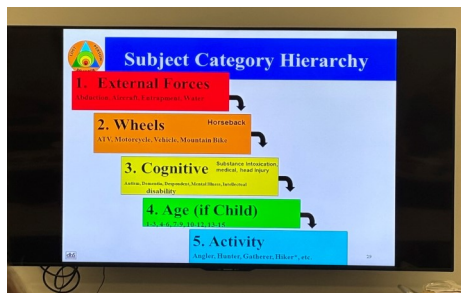 Subject Category Hierarchy
1. External Forces
Abduction, Aircraft, Entrapment, Water
2. Wheels
Horseback
ATV, Motorcycle, Vehicle, Mountain Bike
3. Cognitive
Substance intoxication,
medical, head injury
Autism, Dementia, Despondent, Mental Illness, Intellectual
disability
4. Age (if Child)
1-3, 4-6, 7-9, 10-12, 13-15
5. Activity
Angler, Hunter, Gatherer, Hiker*, etc.